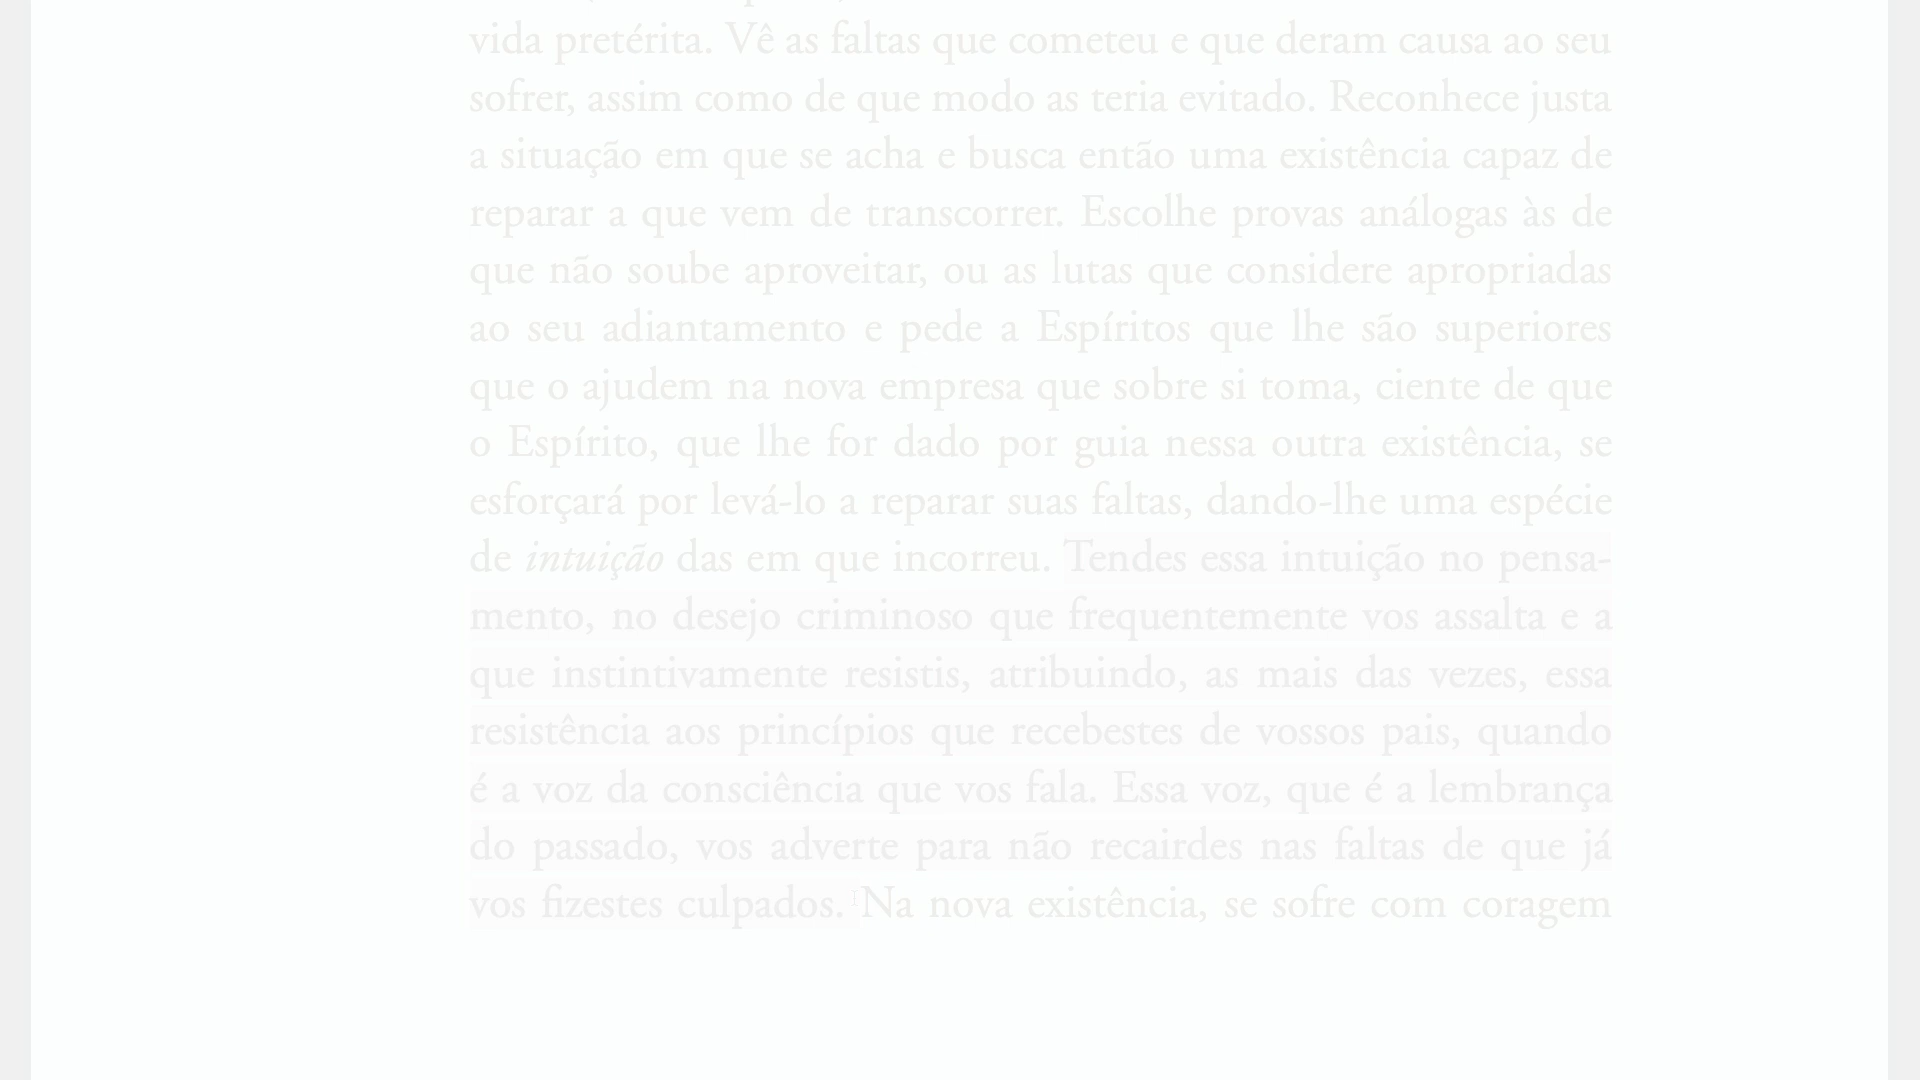 vida pretérita. Vê as faltas que cometeu e que deram causa ao seu
sofrer, assim como de que modo as teria evitado. Reconhece justa
a situação em que se acha e busca então uma existência capaz de
reparar a que vem de transcorrer. Escolhe provas análogas às de
que não soube aproveitar, ou as lutas que considere apropriadas
ao seu adiantamento e pede a Espíritos que lhe são superiores
que o ajudem na nova empresa que sobre si toma, ciente de que
o Espírito, que lhe for dado por guia nessa outra existência, se
esforçará por levá-lo a reparar suas faltas, dando-lhe uma espécie
de intuição das em que incorreu. Tendes essa intuição no pensa-
mento, no desejo criminoso que frequentemente vos assalta e a
que instintivamente resistis, atribuindo, as mais das vezes, essa
resistência aos princípios que recebestes de vossos pais, quando
é a voz da consciência que vos fala. Essa voz, que é a lembrança
do passado, vos adverte para não recairdes nas faltas de que já
vos fizestes culpados. Na nova existência, se sofre com coragem